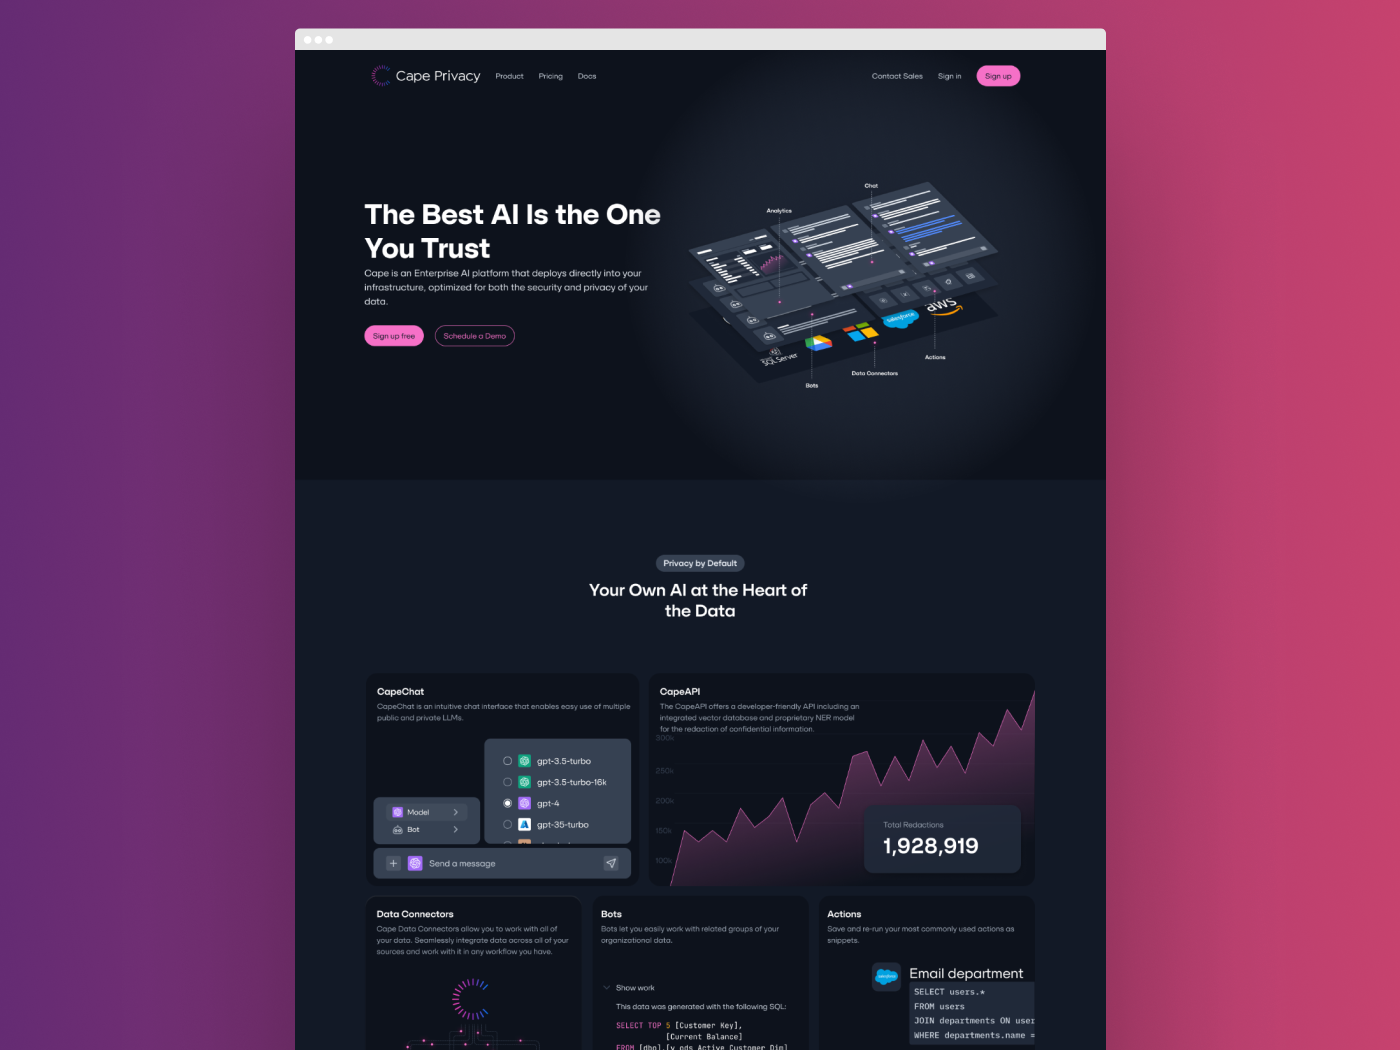 Cape Privacy
Product
Pricing
Docs
Contact Sales
Sign in
Sign up
The Best AI Is the One
You Trust
Cape is an Enterprise AI platform that deploys directly into your
infrastructure, optimized for both the security and privacy of your
data.
Sign up free
Schedule a Demo
Chat
Analytics
salesforce
aws
SQL Server
Actions
Data Connectors
Bots
Privacy by Default
Your Own AI at the Heart of
the Data
CapeChat
CapeChat is an intuitive chat interface that enables easy use of multiple
public and private LLMs.
gpt-3.5-turbo
gpt-3.5-turbo-16k
gpt-4
gpt-35-turbo
Model
Bot
Send a message
CapeAPI
The CapeAPI offers a developer-friendly API including an
integrated vector database and proprietary NER model
for the redaction of confidential information.
300k
250k
200k
150k
100k
Total Redactions
1,928,919
Data Connectors
Cape Data Connectors allow you to work with all of
your data. Seamlessly integrate data across all of your
sources and work with it in any workflow you have.
Bots
Bots let you easily work with related groups of your
organizational data.
Show work
This data was generated with the following SQL:
SELECT TOP 5 [Customer Key],
[Current Balance]
FROM [dbo].[v_pds_Active_Customer_Dim]
Actions
Save and re-run your most commonly used actions as
snippets.
salesforce
Email department
SELECT users.*
FROM users
JOIN departments ON user
WHERE departments.name =